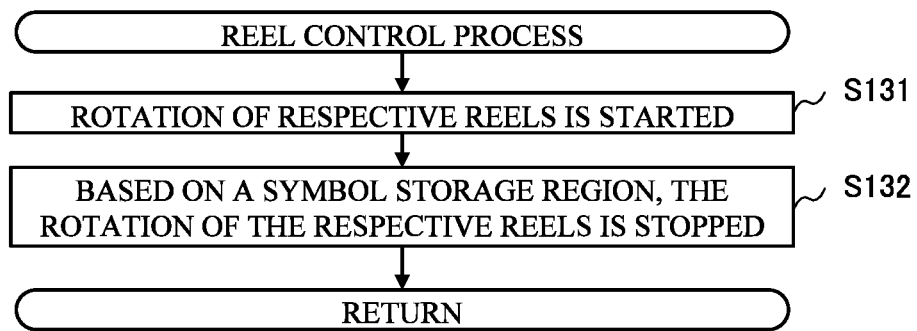 REEL CONTROL PROCESS
ROTATION OF RESPECTIVE REELS IS STARTED
S131
BASED ON A SYMBOL STORAGE REGION, THE
ROTATION OF THE RESPECTIVE REELS IS STOPPED
S132
RETURN